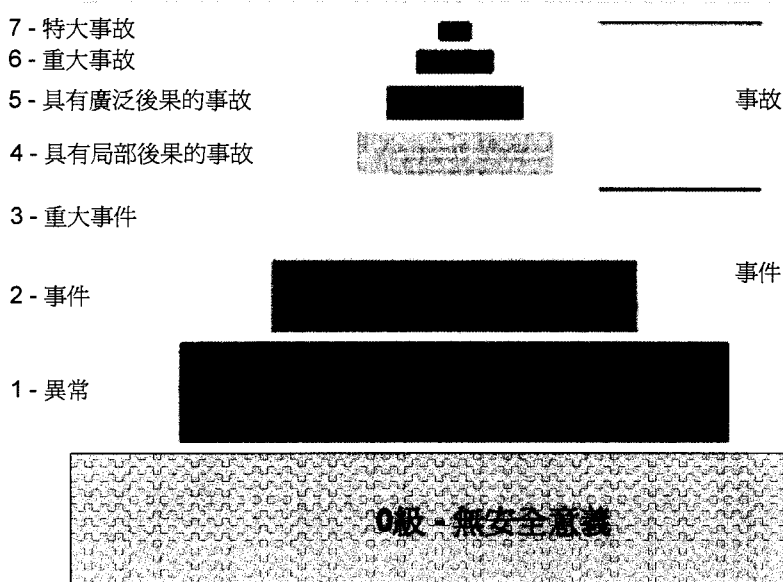 7 - 特大事故
6 - 重大事故
5 - 具有廣泛後果的事故
事故
4 - 具有局部後果的事故
3 - 重大事件
事件
2 - 事件
1 - 異常
0級 - 無安全意義